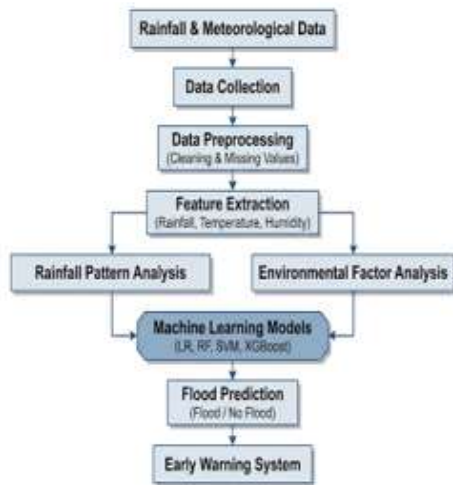 Rainfall & Meteorological Data
Data Collection
Data Preprocessing
(Cleaning & Missing Values)
Feature Extraction
(Rainfall, Temperature, Humidity)
Rainfall Pattern Analysis
Environmental Factor Analysis
Machine Learning Models
(LR, RF, SVM, XGBoost)
Flood Prediction
(Flood / No Flood)
Early Warning System